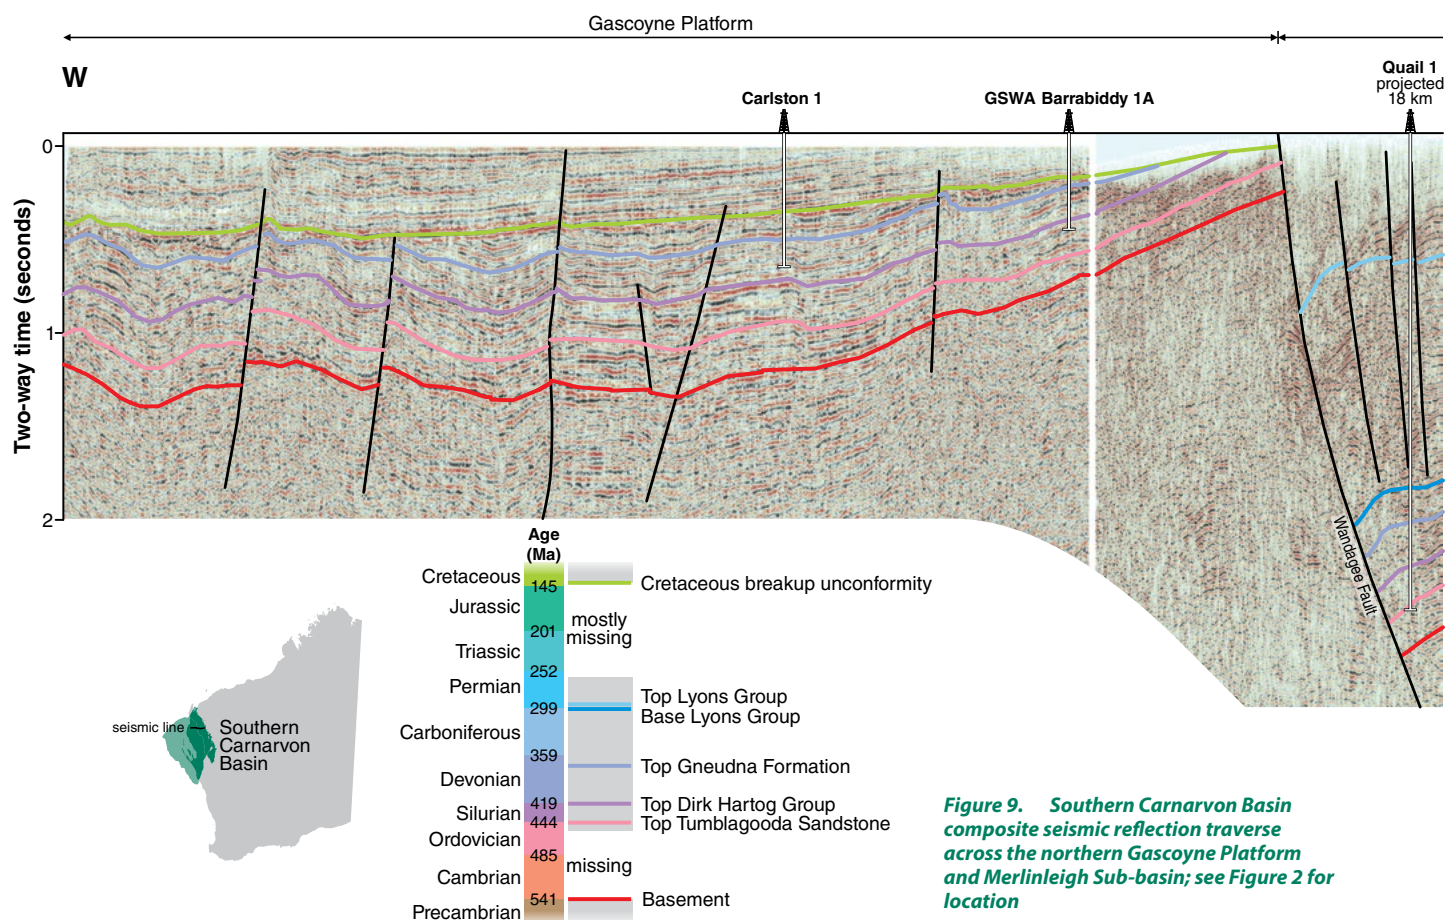 Gascoyne Platform
W
Carlston 1
GSWA Barrabiddy 1A
Quail 1
projected
18 km
0
1
2
Two-way time (seconds)
Wandagee Fault
Age
(Ma)
Cretaceous
145
Cretaceous breakup unconformity
Jurassic
mostly
missing
201
Triassic
252
Permian
Top Lyons Group
299
Base Lyons Group
Carboniferous
359
Top Gneudna Formation
Devonian
419
Top Dirk Hartog Group
Silurian
444
Top Tumblagooda Sandstone
Ordovician
485
missing
Cambrian
541
Basement
Precambrian
seismic line
Southern
Carnarvon
Basin
Figure 9. Southern Carnarvon Basin
composite seismic reflection traverse
across the northern Gascoyne Platform
and Merlinleigh Sub-basin; see Figure 2 for
location